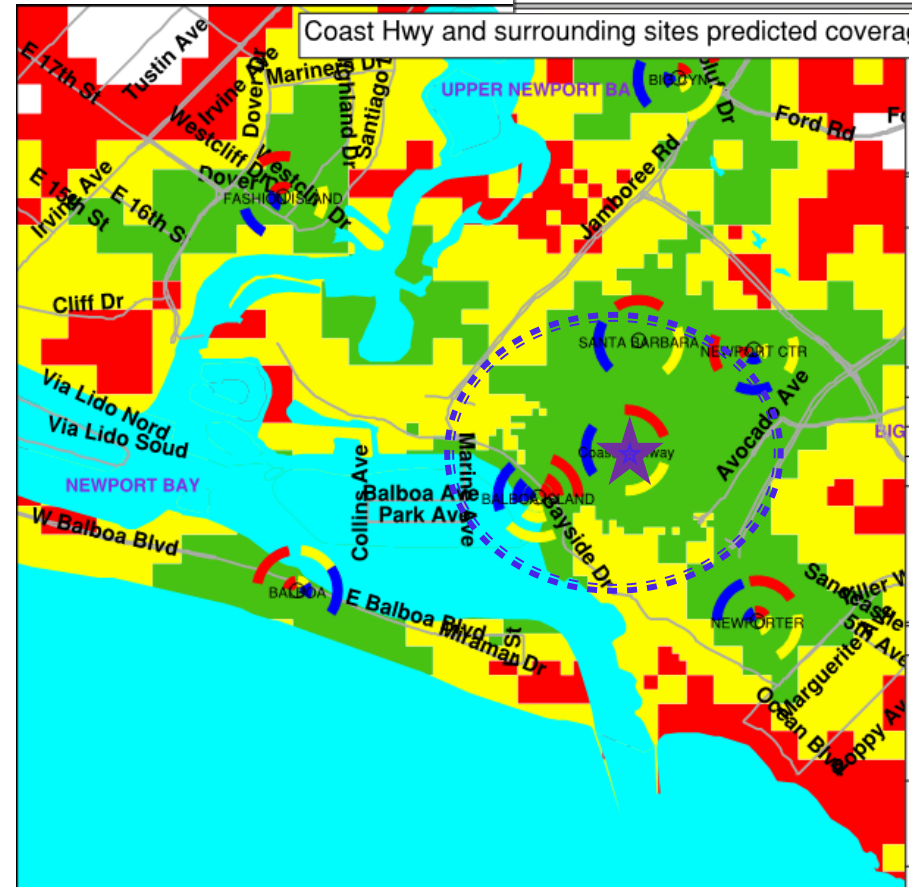 Coast Hwy and surrounding sites predicted coverag
E 17th St
Tustin Ave
Irvine Ave
Dover Dr
Mariners Dr
Highland Dr
Santiago
UPPER NEWPORT BA
BIG CYN
Ford Rd
Westcliff Dr
Westcliff Dr
Dover Dr
FASHION ISLAND
E 15th St
Irvine Ave
E 16th S
Jamboree Rd
Cliff Dr
SANTA BARBARA
NEWPORT CTR
Via Lido Nord
Via Lido Soud
Avocado Ave
BIG
Marine Ave
Collins Ave
NEWPORT BAY
Balboa Ave
Park Ave
BALBOA ISLAND
Bayside Dr
W Balboa Blvd
BALBOA
E Balboa Blvd
Miramar Dr
St
NEWPORTER
5th Ave
Marguerite
Ocean Blvd
Poppy Av